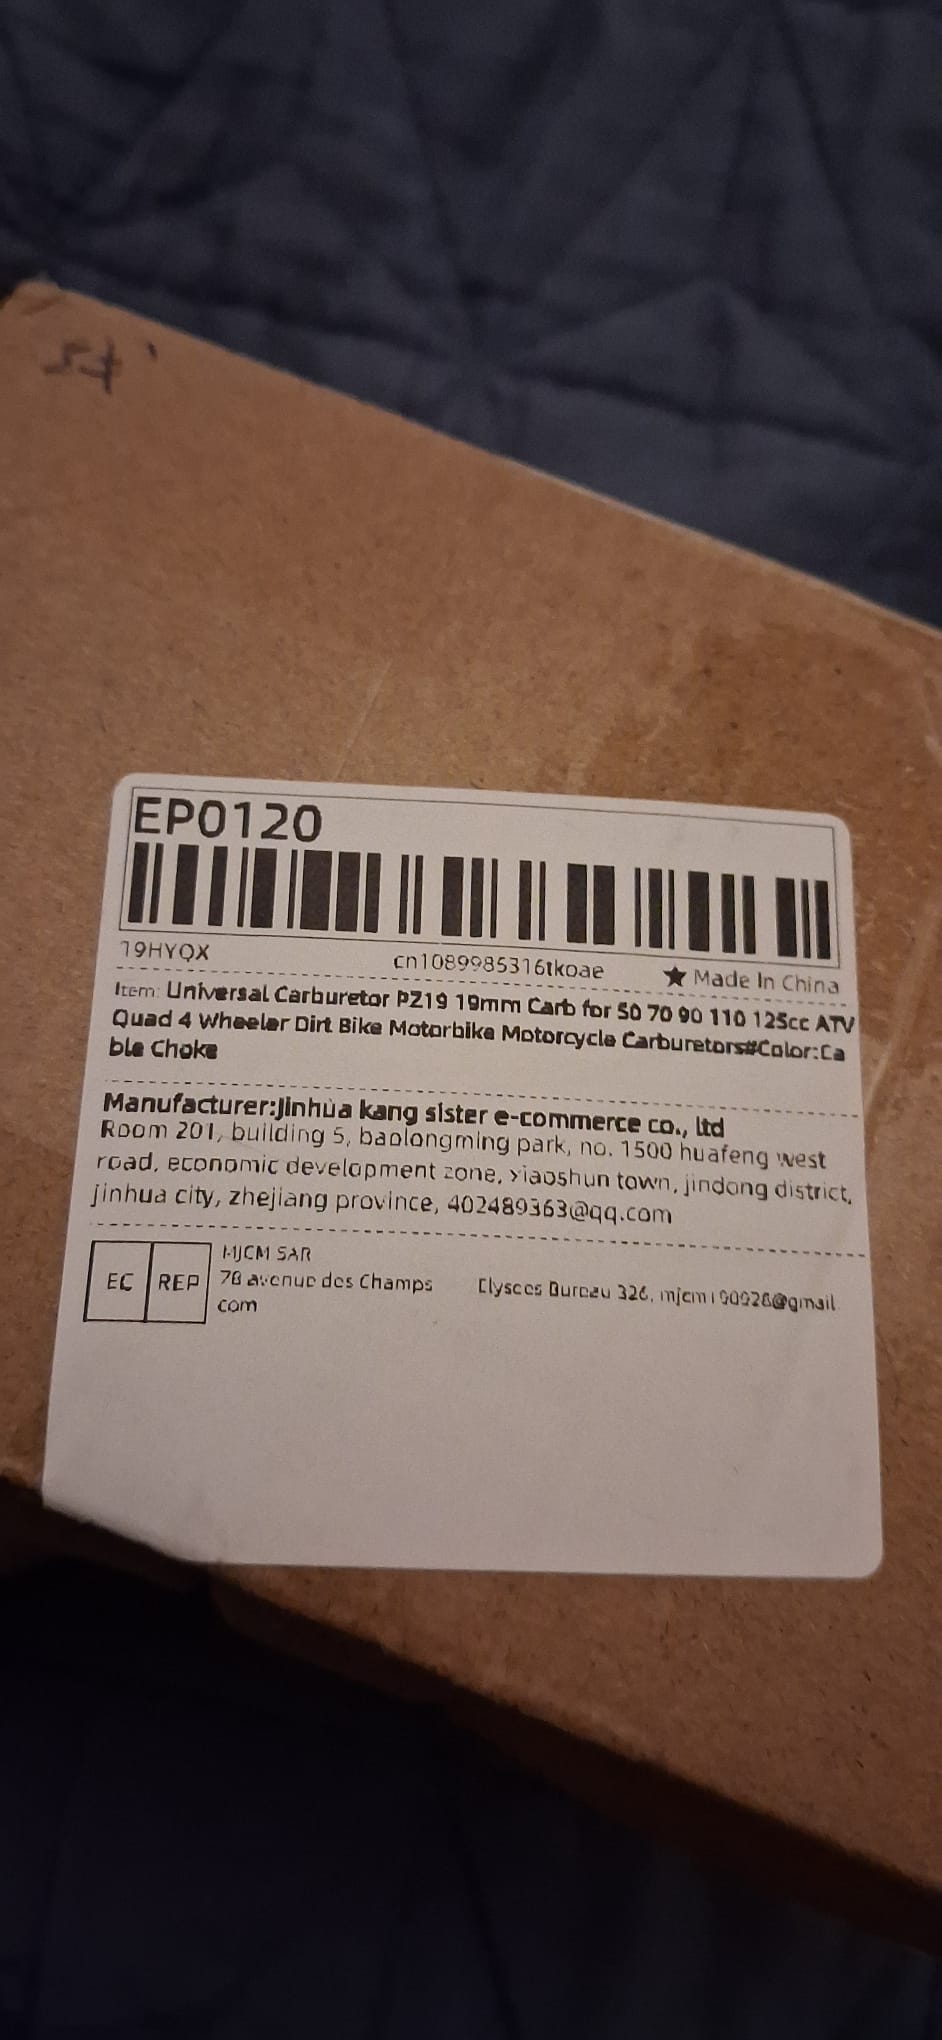 EP0120
19HYQX cn1089985316tkoae ★ Made In China
Item: Universal Carburetor PZ19 19mm Carb for 50 70 90 110 125cc ATV
Quad 4 Wheeler Dirt Bike Motorbike Motorcycle Carburetors#Color:Ca
ble Choke
Manufacturer:Jinhua kang sister e-commerce co., ltd
Room 201, building 5, baolongming park, no. 1500 huafeng west
road, economic development zone, xiaoshun town, jindong district,
jinhua city, zhejiang province, 402489363@qq.com
EC REP
MJCM SAR
78 avenue des Champs Elysees Bureau 326, @gmail
com